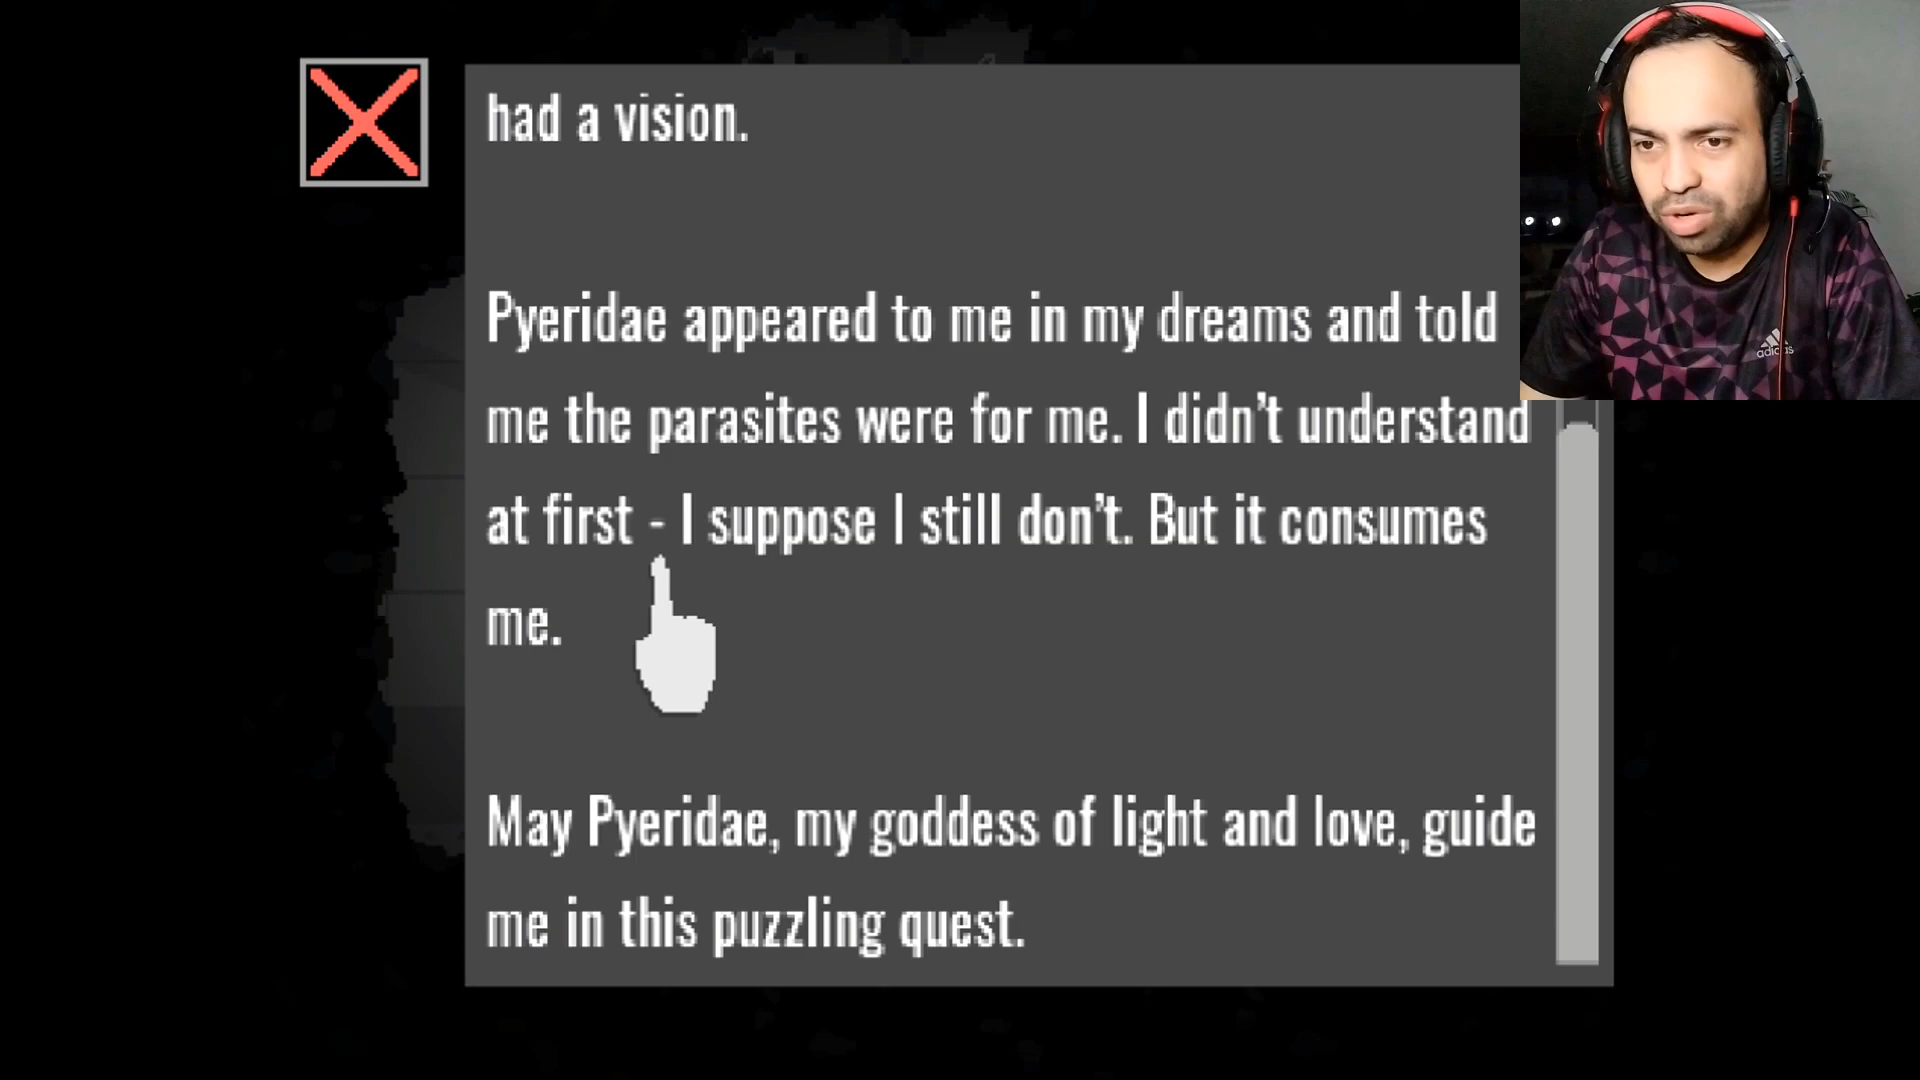 had a vision.
Pyeridae appeared to me in my dreams and told
me the parasites were for me. I didn't understand
at first - I suppose I still don't. But it consumes
me.
May Pyeridae, my goddess of light and love, guide
me in this puzzling quest.
adidas